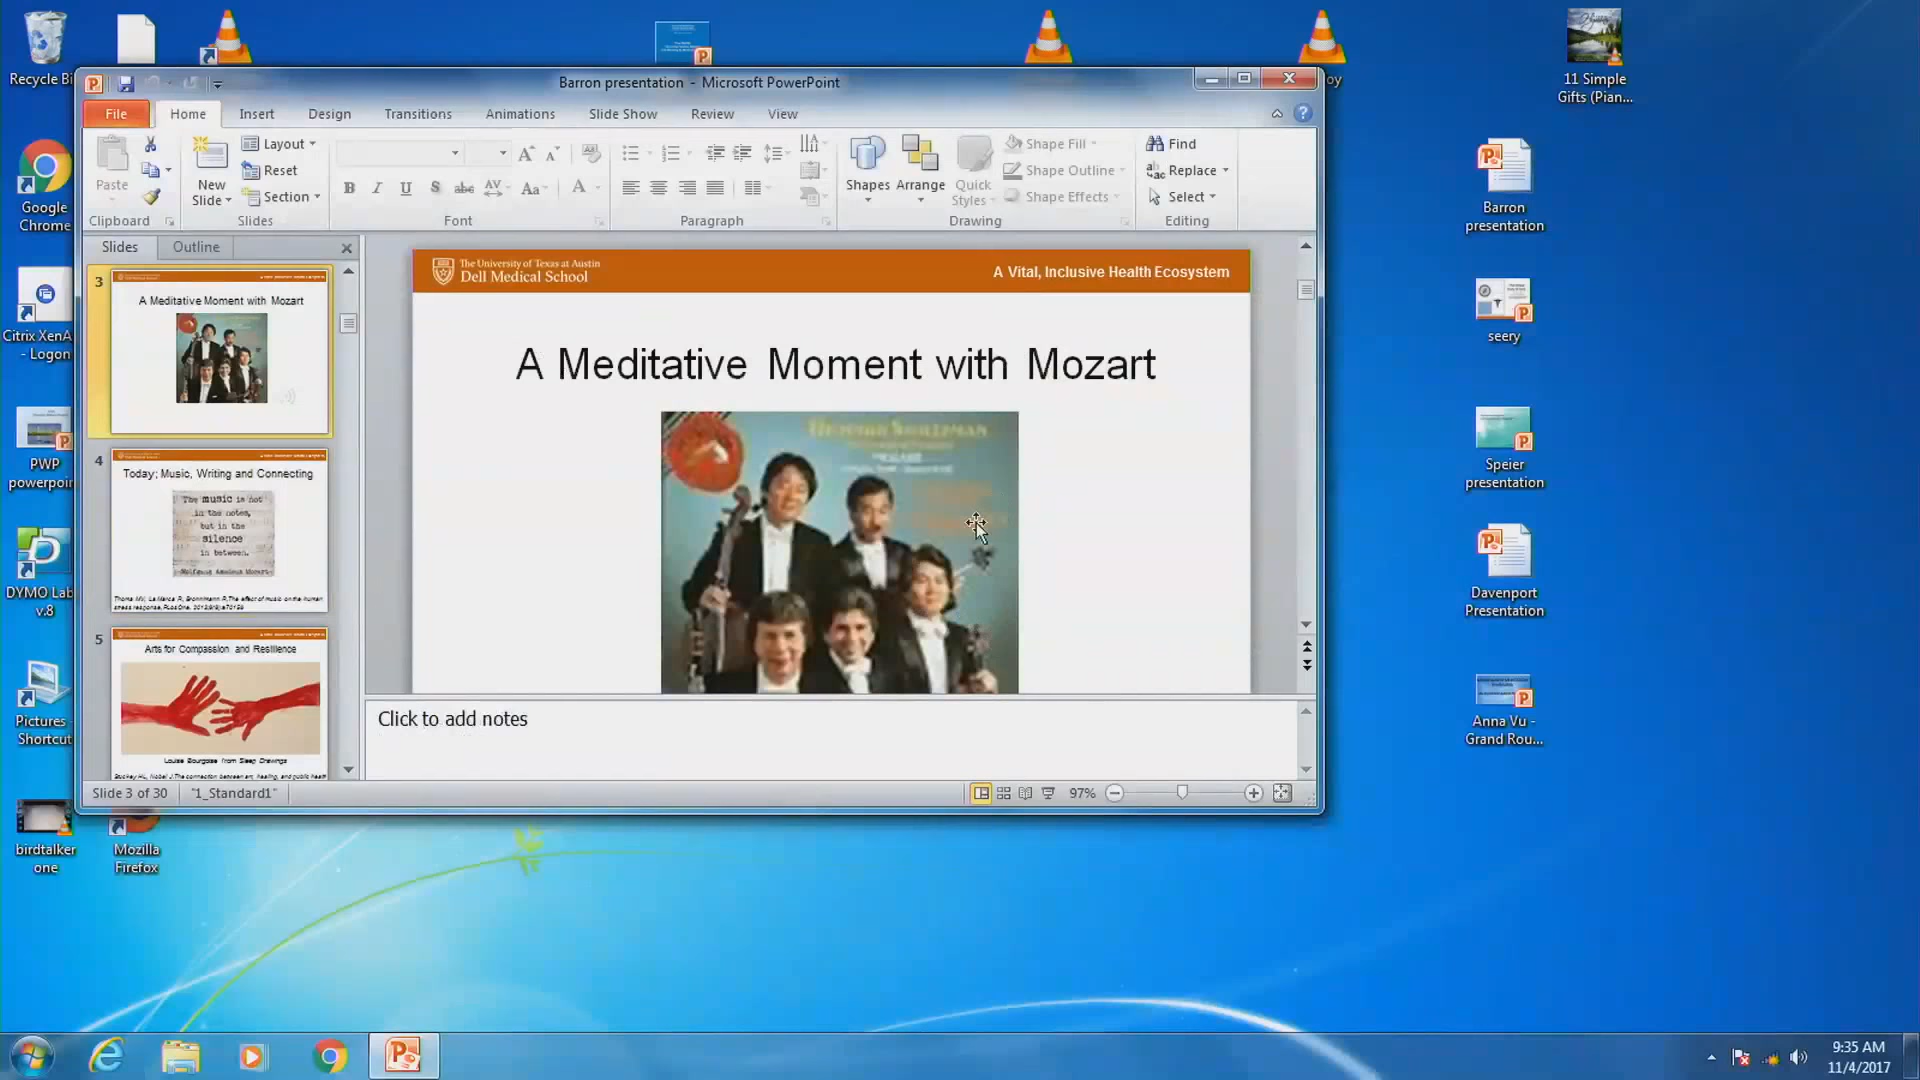 Recycle Bi
oy
11 Simple
Gifts (Pian...
Barron presentation - Microsoft PowerPoint
File
Home
Insert
Design
Transitions
Animations
Slide Show
Review
View
Paste
New
Slide
Layout
Reset
Section
Shapes
Arrange
Quick
Styles
Shape Fill
Shape Outline
Shape Effects
Find
Replace
Select
Clipboard
Slides
Font
Paragraph
Drawing
Editing
Slides
Outline
3
A Meditative Moment with Mozart
4
Today; Music, Writing and Connecting
The music is not
in the notes,
but in the
silence
in between.
Wolfgang Amadeus Mozart
5
Arts for Compassion and Resilience
The University of Texas at Austin
Dell Medical School
A Vital, Inclusive Health Ecosystem
A Meditative Moment with Mozart
Click to add notes
Slide 3 of 30
"1_Standard1"
97%
Google
Chrome
Citrix XenA
- Logon
PWP
powerpoin
DYMO Lab
v.8
Pictures -
Shortcut
birdtalker
one
Mozilla
Firefox
Barron
presentation
seery
Speier
presentation
Davenport
Presentation
Anna Vu -
Grand Rou...
9:35 AM
11/4/2017